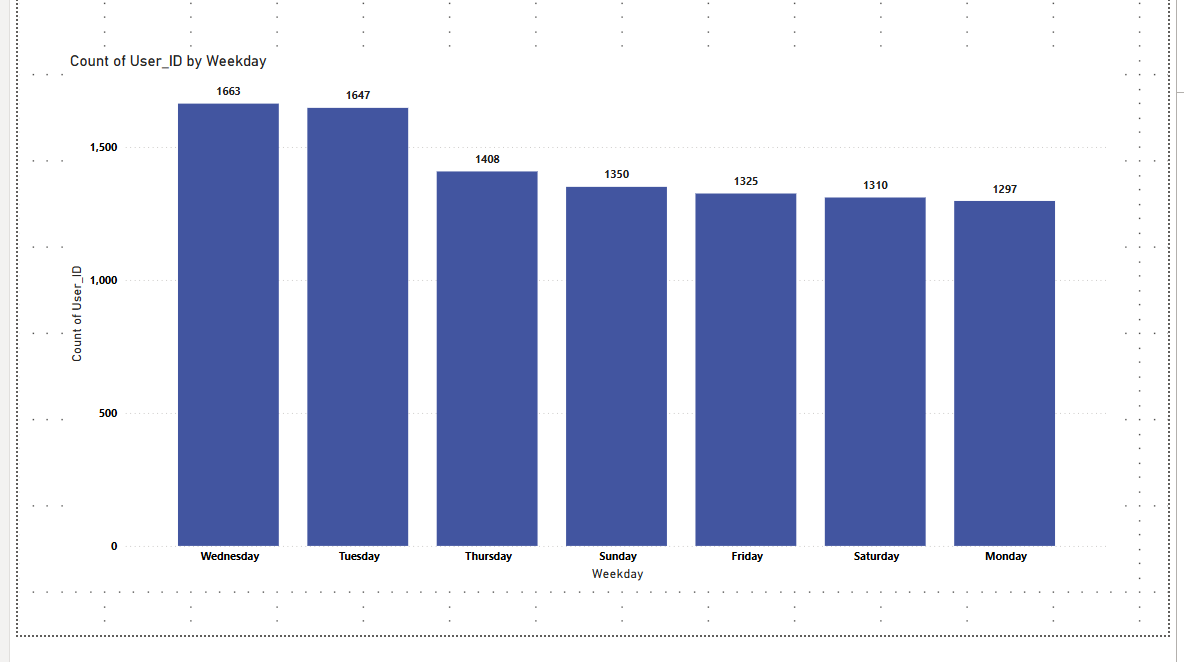 Count of User_ID by Weekday
1663
1647
1408
1350
1325
1310
1297
1,500
1,000
500
0
Count of User_ID
Wednesday Tuesday Thursday Sunday Friday Saturday Monday
Weekday